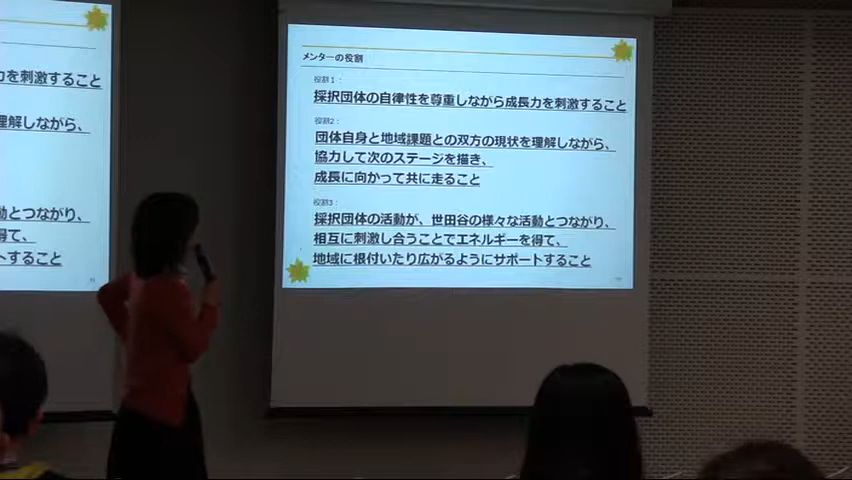 力を刺激すること
理解しながら、
動とつながり、
得て、
トすること
メンターの役割
役割1：
採択団体の自律性を尊重しながら成長力を刺激すること
役割2：
団体自身と地域課題との双方の現状を理解しながら、
協力して次のステージを描き、
成長に向かって共に走ること
役割3：
採択団体の活動が、世田谷の様々な活動とつながり、
相互に刺激し合うことでエネルギーを得て、
地域に根付いたり広がるようにサポートすること